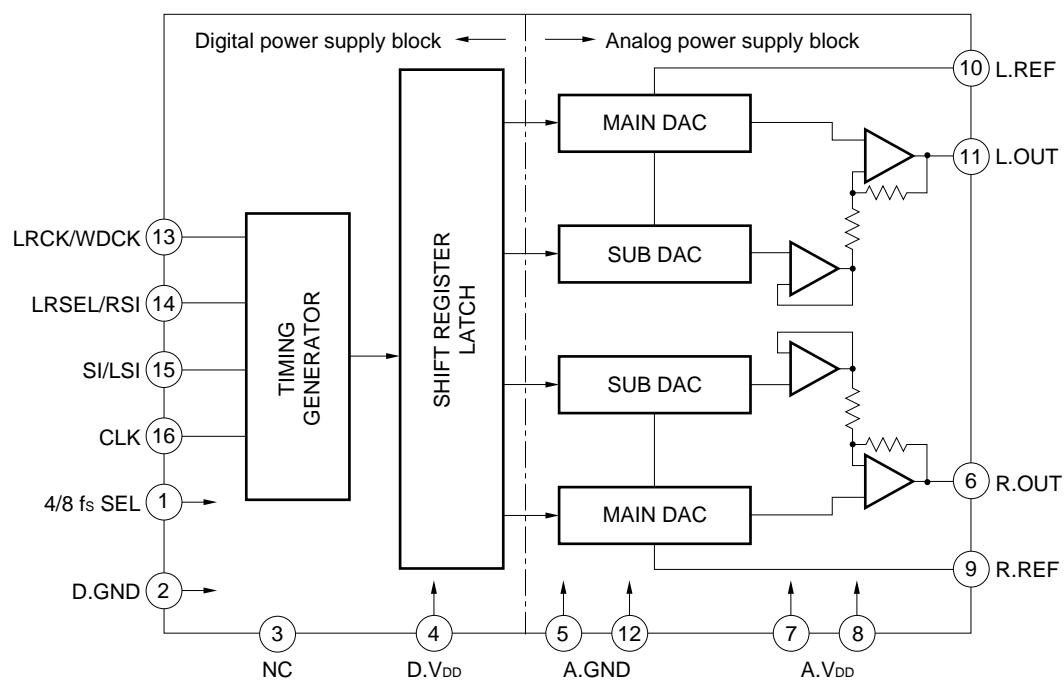 Digital power supply block
Analog power supply block
10 L.REF
MAIN DAC
11 L.OUT
LRCK/WDCK 13
SUB DAC
LRSEL/RSI 14
TIMING
GENERATOR
SHIFT REGISTER
LATCH
SI/LSI 15
SUB DAC
CLK 16
4/8 fs SEL 1
6 R.OUT
MAIN DAC
D.GND 2
9 R.REF
3
4
5
12
7
8
NC
D.VDD
A.GND
A.VDD